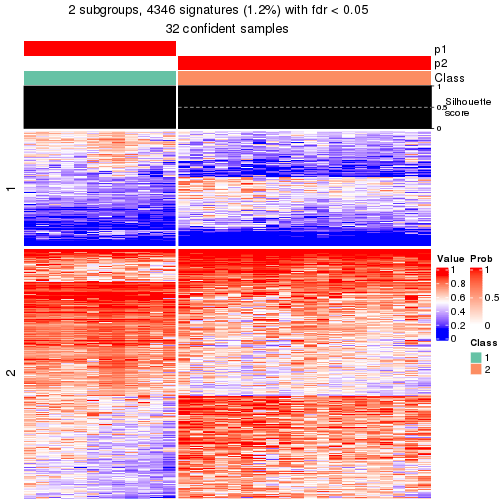 2 subgroups, 4346 signatures (1.2%) with fdr < 0.05
32 confident samples
p1
p2
Class
1
0.5
0
Silhouette
score
1
2
Value
1
0.8
0.6
0.4
0.2
0
Prob
1
0.5
0
Class
1
2